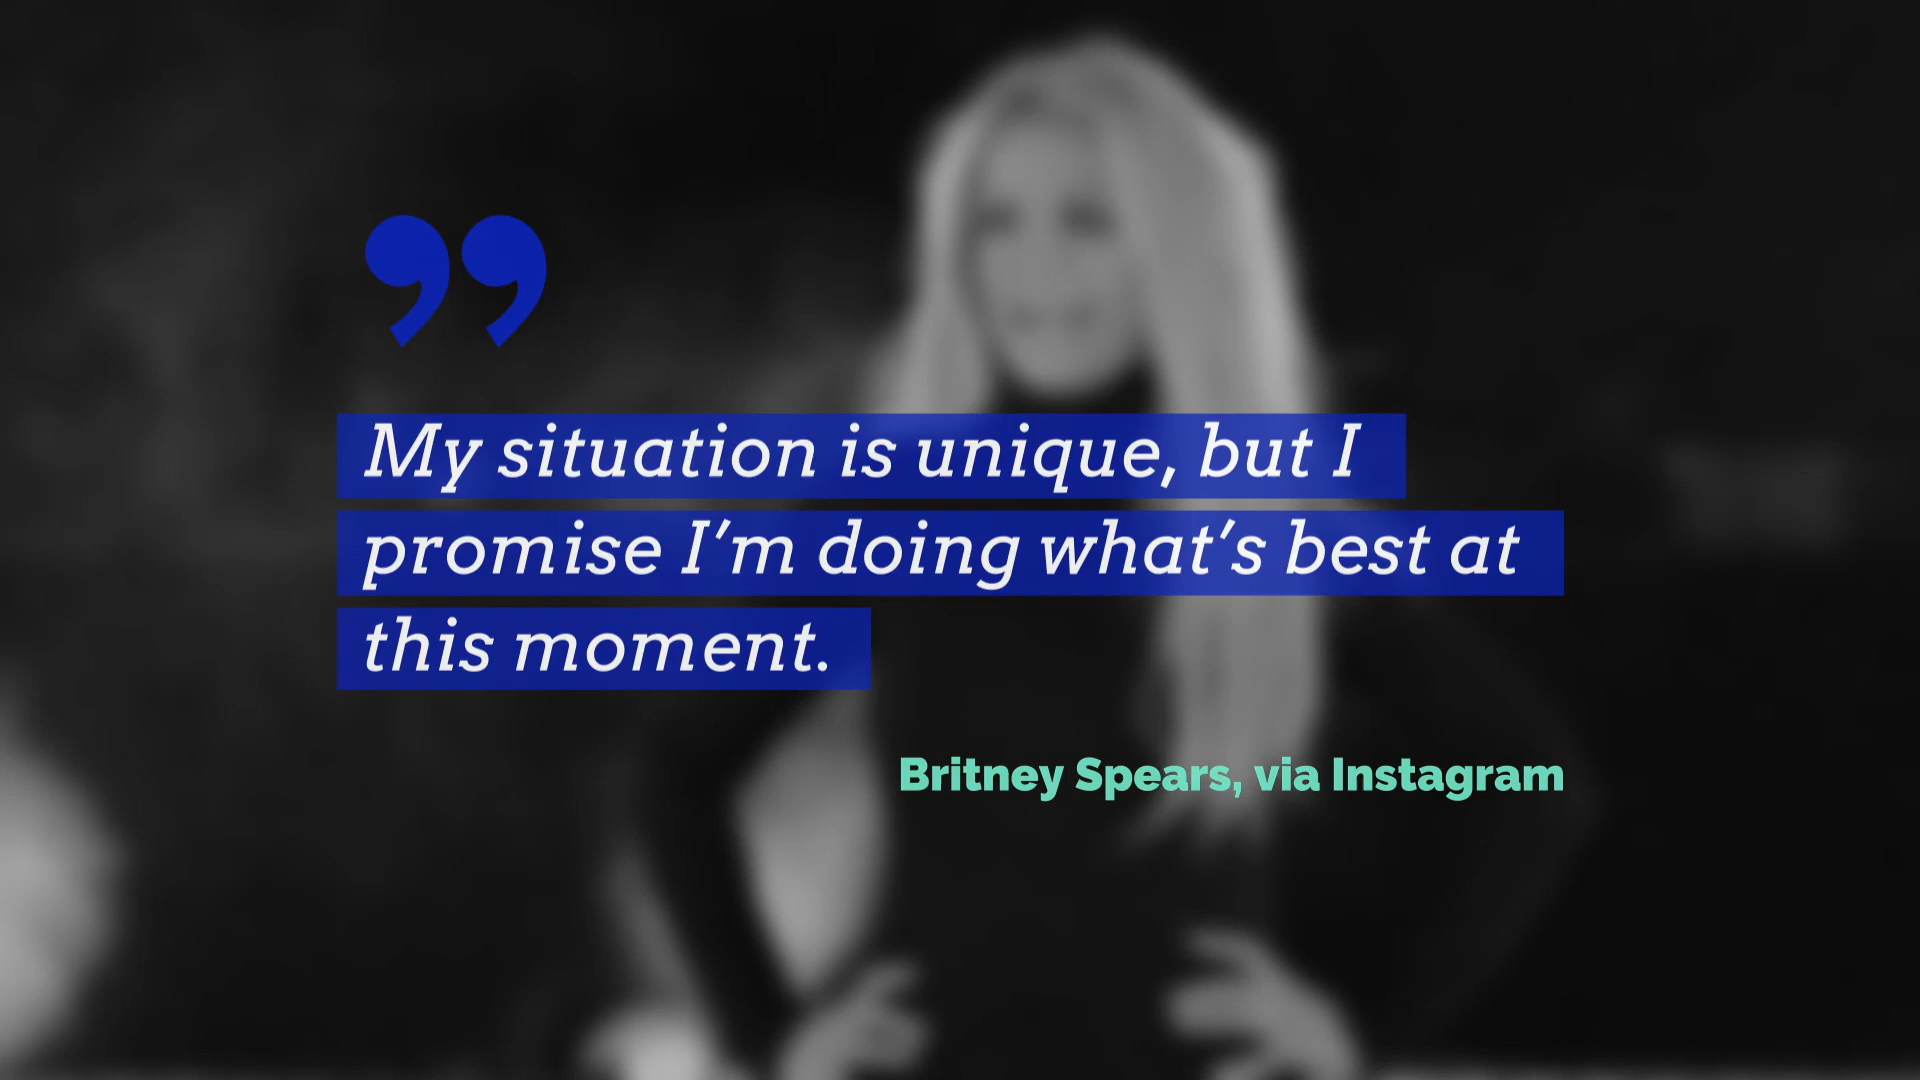 ”
My situation is unique, but I
promise I’m doing what’s best at
this moment.
Britney Spears, via Instagram